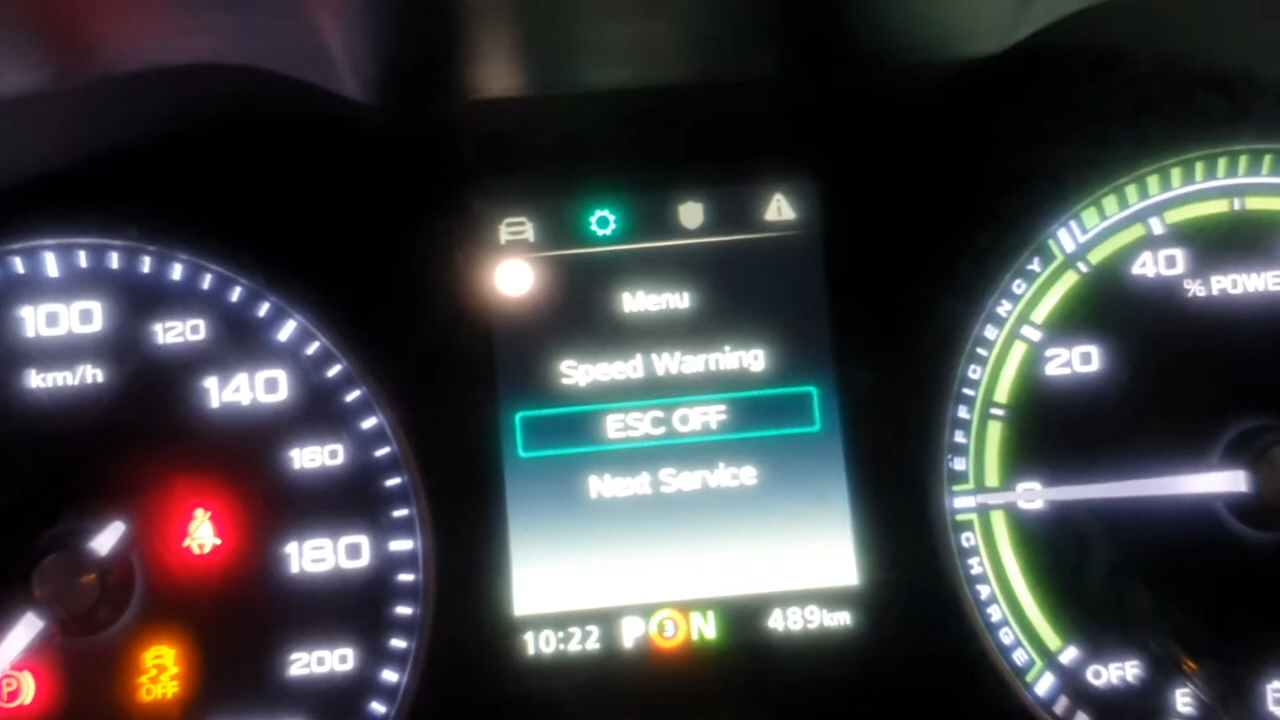 Menu
Speed Warning
ESC OFF
Next Service
10:22 P 3 N 489km
100
120
km/h
140
160
180
200
P
OFF
EFFICIENCY
CHARGE
40
% POWE
20
0
OFF
E